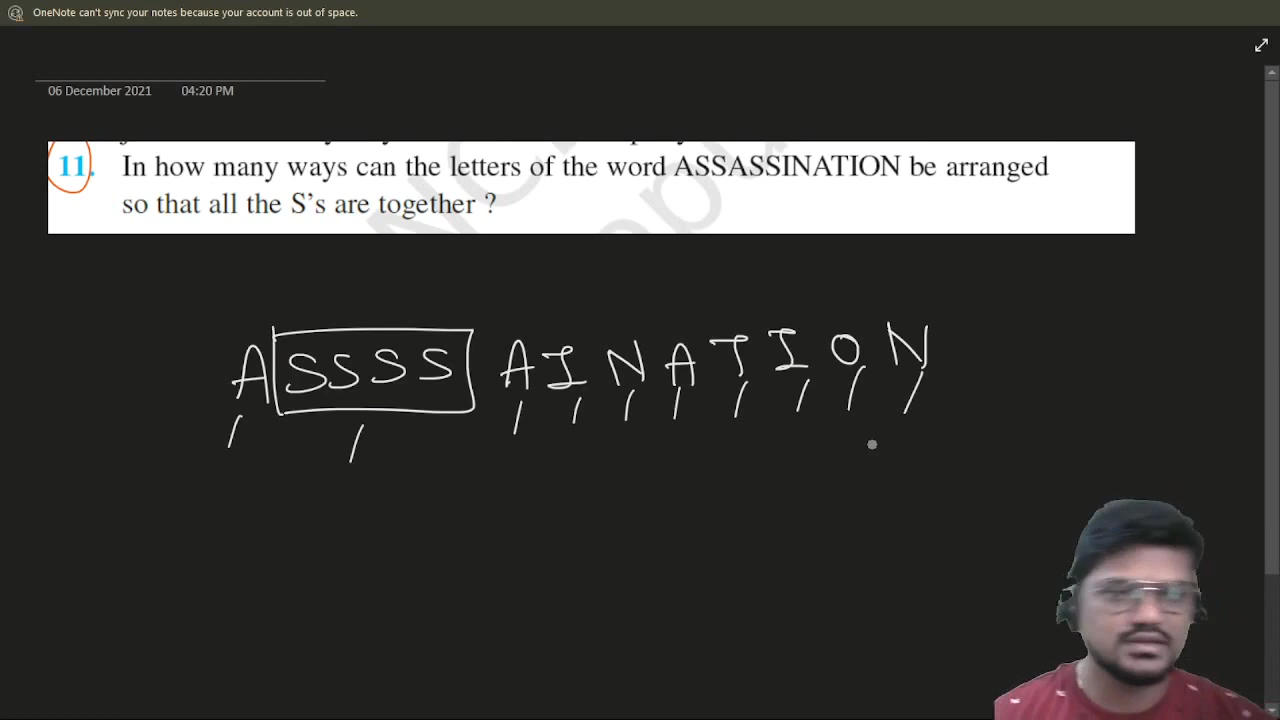 OneNote can't sync your notes because your account is out of space.
06 December 2021 04:20 PM
11. In how many ways can the letters of the word ASSASSINATION be arranged
so that all the S's are together ?
A SSSS A I N A T I O N